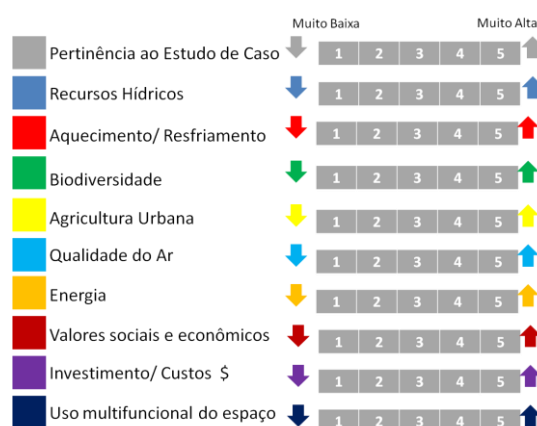 Muito Baixa Muito Alta
Pertinência ao Estudo de Caso 1 2 3 4 5
Recursos Hídricos 1 2 3 4 5
Aquecimento/ Resfriamento 1 2 3 4 5
Biodiversidade 1 2 3 4 5
Agricultura Urbana 1 2 3 4 5
Qualidade do Ar 1 2 3 4 5
Energia 1 2 3 4 5
Valores sociais e econômicos 1 2 3 4 5
Investimento/ Custos $ 1 2 3 4 5
Uso multifuncional do espaço 1 2 3 4 5